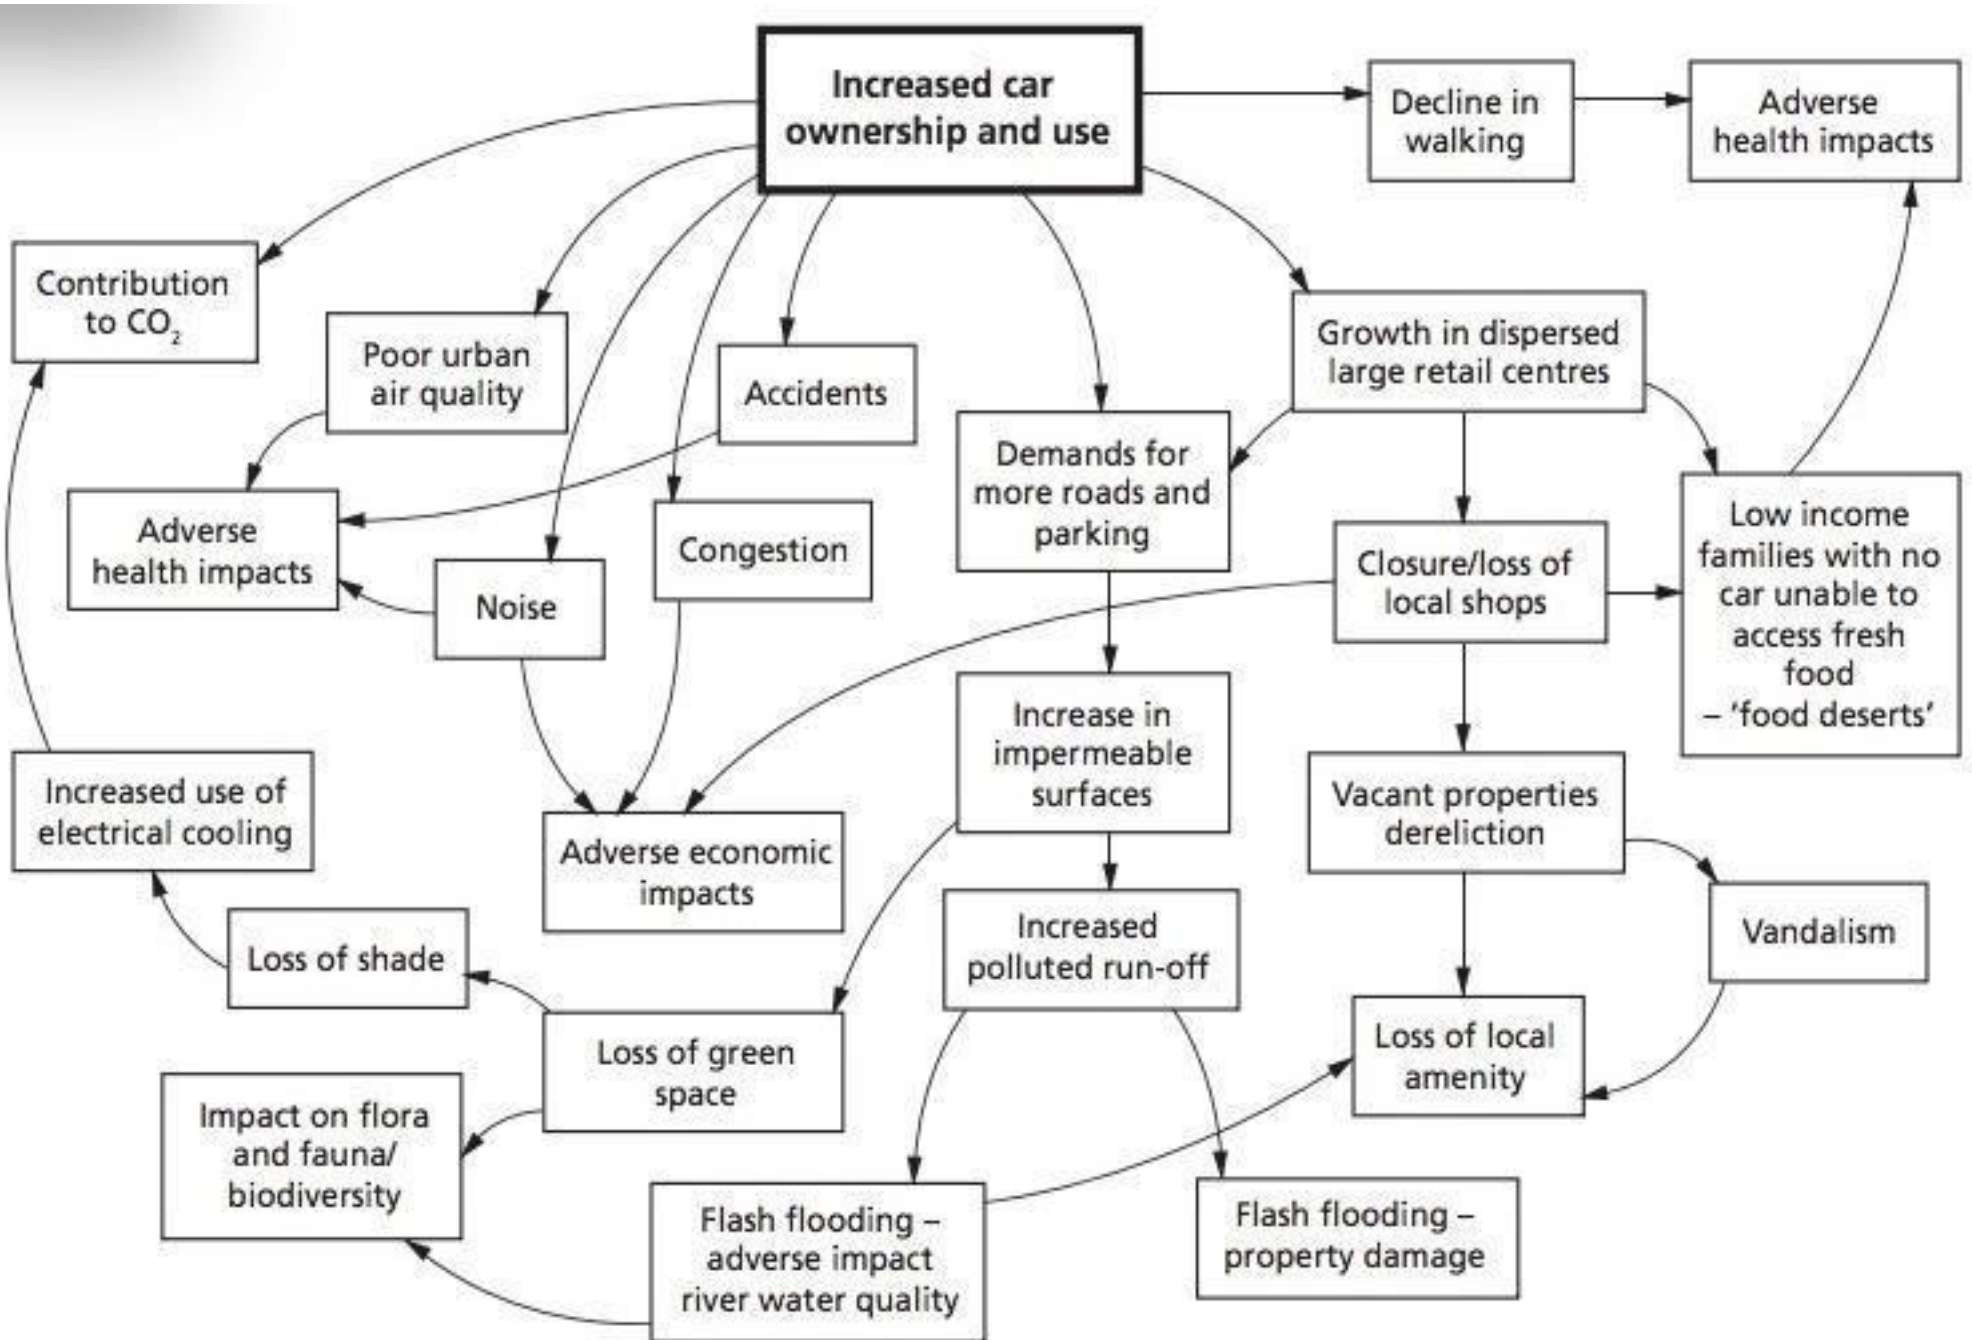 Increased car
ownership and use
Decline in
walking
Adverse
health impacts
Contribution
to CO₂
Poor urban
air quality
Accidents
Growth in dispersed
large retail centres
Demands for
more roads and
parking
Adverse
health impacts
Noise
Congestion
Closure/loss of
local shops
Low income
families with no
car unable to
access fresh
food
– ‘food deserts’
Increase in
impermeable
surfaces
Increased use of
electrical cooling
Adverse economic
impacts
Vacant properties
dereliction
Loss of shade
Increased
polluted run-off
Vandalism
Loss of green
space
Loss of local
amenity
Impact on flora
and fauna/
biodiversity
Flash flooding –
adverse impact
river water quality
Flash flooding –
property damage